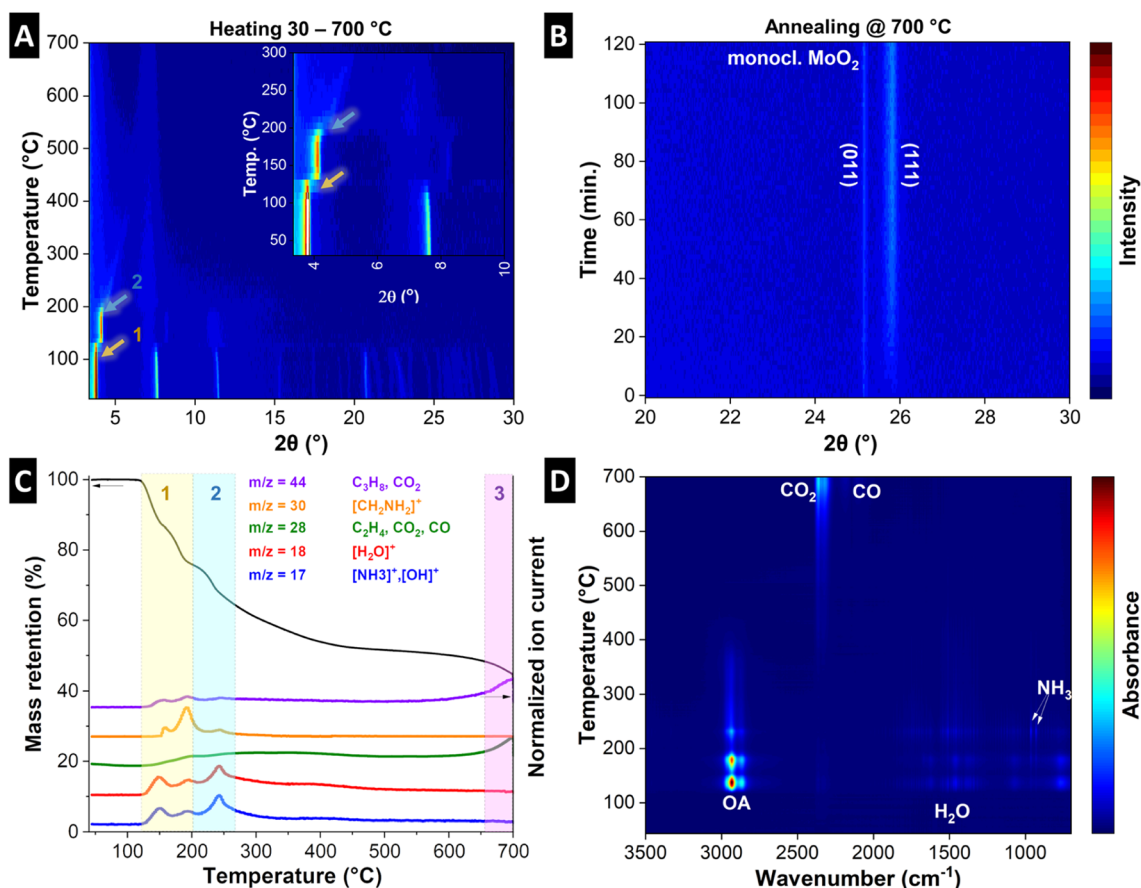 A
Heating 30 – 700 °C
700
600
500
400
300
200
100
Temperature (°C)
5
10
15
20
25
30
2θ (°)
2
1
300
250
200
150
100
50
Temp. (°C)
4
6
8
10
2θ (°)
B
Annealing @ 700 °C
120
100
80
60
40
20
0
Time (min.)
monocl. MoO₂
(011)
(111)
20
22
24
26
28
30
2θ (°)
Intensity
C
100
80
60
40
20
0
Mass retention (%)
1
2
3
m/z = 44 C₃H₈, CO₂
m/z = 30 [CH₂NH₂]⁺
m/z = 28 C₂H₄, CO₂, CO
m/z = 18 [H₂O]⁺
m/z = 17 [NH3]⁺,[OH]⁺
Normalized ion current
100
200
300
400
500
600
700
Temperature (°C)
D
700
600
500
400
300
200
100
Temperature (°C)
CO₂
CO
NH₃
OA
H₂O
3500
3000
2500
2000
1500
1000
Wavenumber (cm⁻¹)
Absorbance